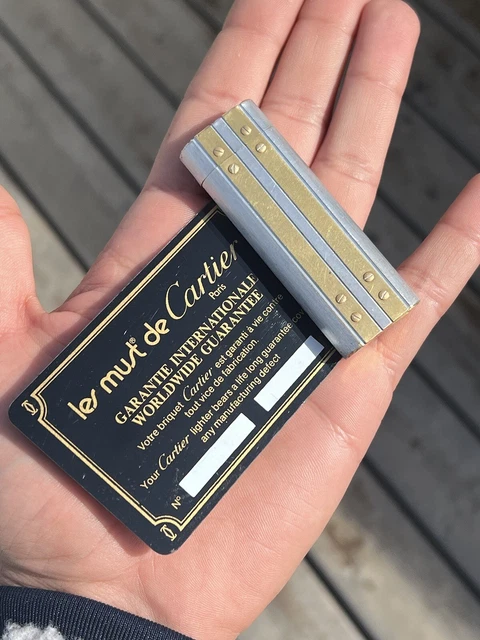 les must® de Cartier
Paris
GARANTIE INTERNATIONALE
WORLDWIDE GUARANTEE
Votre briquet Cartier est garanti à vie contre
tout vice de fabrication.
Your Cartier lighter bears a life long guarantee
any manufacturing defect
N°